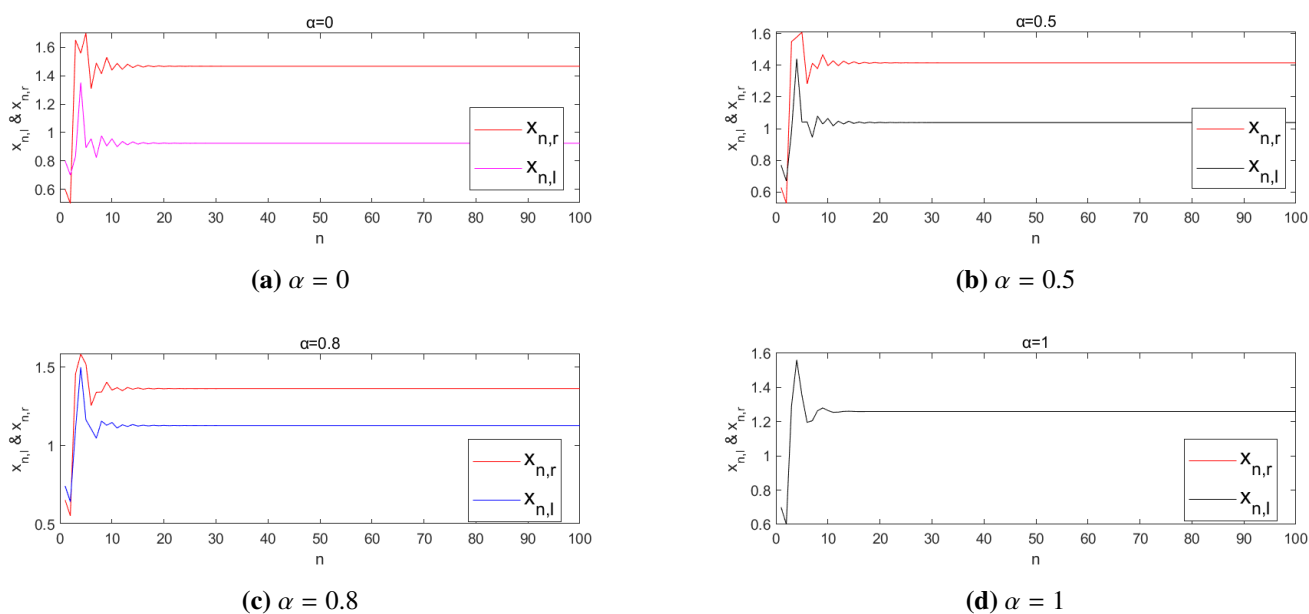 α=0
1.6
1.4
1.2
1
0.8
0.6
x_{n,l} & x_{n,r}
x_{n,r}
x_{n,l}
0 10 20 30 40 50 60 70 80 90 100
n
(a) α = 0
α=0.5
1.6
1.4
1.2
1
0.8
0.6
x_{n,l} & x_{n,r}
x_{n,r}
x_{n,l}
0 10 20 30 40 50 60 70 80 90 100
n
(b) α = 0.5
α=0.8
1.5
1
0.5
x_{n,l} & x_{n,r}
x_{n,r}
x_{n,l}
0 10 20 30 40 50 60 70 80 90 100
n
(c) α = 0.8
α=1
1.6
1.4
1.2
1
0.8
0.6
x_{n,l} & x_{n,r}
x_{n,r}
x_{n,l}
0 10 20 30 40 50 60 70 80 90 100
n
(d) α = 1